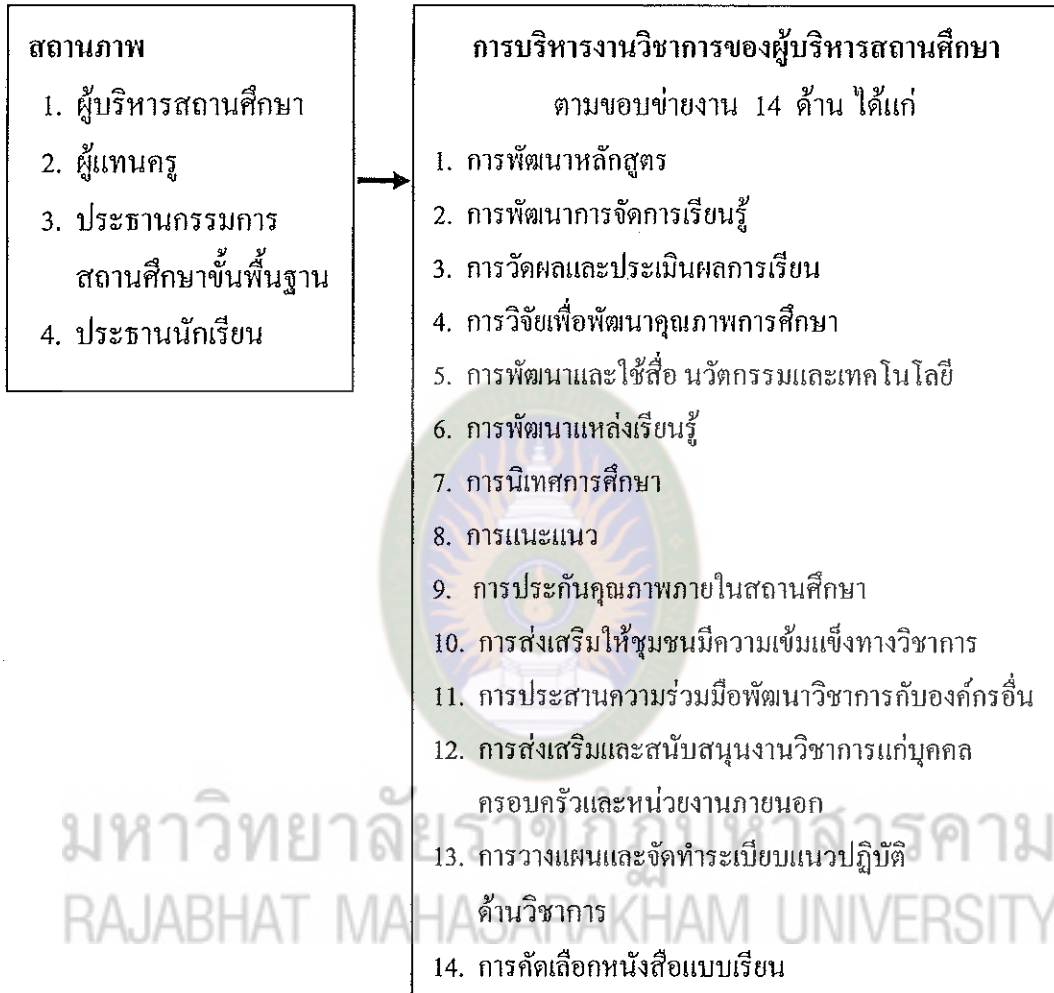 สถานภาพ
1. ผู้บริหารสถานศึกษา
2. ผู้แทนครู
3. ประธานกรรมการ
สถานศึกษาขั้นพื้นฐาน
4. ประธานนักเรียน
การบริหารงานวิชาการของผู้บริหารสถานศึกษา
ตามขอบข่ายงาน 14 ด้าน ได้แก่
1. การพัฒนาหลักสูตร
2. การพัฒนาการจัดการเรียนรู้
3. การวัดผลและประเมินผลการเรียน
4. การวิจัยเพื่อพัฒนาคุณภาพการศึกษา
5. การพัฒนาและใช้สื่อ นวัตกรรมและเทคโนโลยี
6. การพัฒนาแหล่งเรียนรู้
7. การนิเทศการศึกษา
8. การแนะแนว
9. การประกันคุณภาพภายในสถานศึกษา
10. การส่งเสริมให้ชุมชนมีความเข้มแข็งทางวิชาการ
11. การประสานความร่วมมือพัฒนาวิชาการกับองค์กรอื่น
12. การส่งเสริมและสนับสนุนงานวิชาการแก่บุคคล
ครอบครัวและหน่วยงานภายนอก
13. การวางแผนและจัดทำระเบียบแนวปฏิบัติ
ด้านวิชาการ
14. การคัดเลือกหนังสือแบบเรียน
มหาวิทยาลัยราชภัฏมหาสารคาม
RAJABHAT MAHASARAKHAM UNIVERSITY